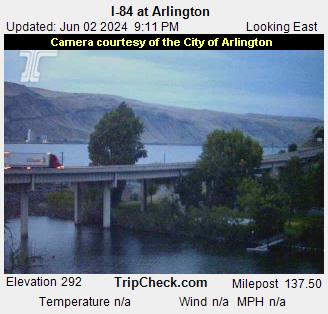 I-84 at Arlington
Updated: Jun 02 2024 9:11 PM Looking East
Camera courtesy of the City of Arlington
Elevation 292 TripCheck.com Milepost 137.50
Temperature n/a Wind n/a MPH n/a